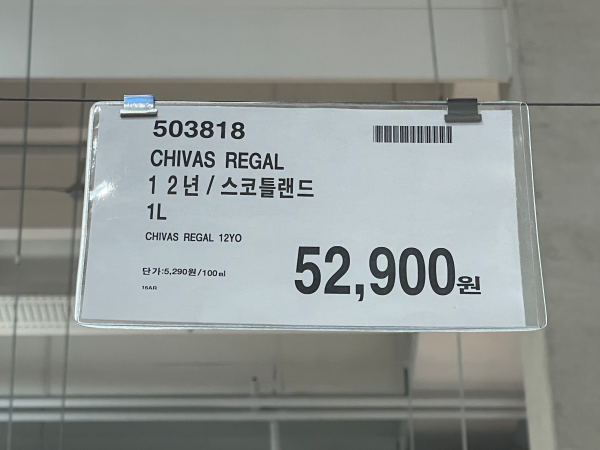 503818
CHIVAS REGAL
12년/스코틀랜드
1L
CHIVAS REGAL 12YO
단가:5,290원/100ml
52,900원
16AR